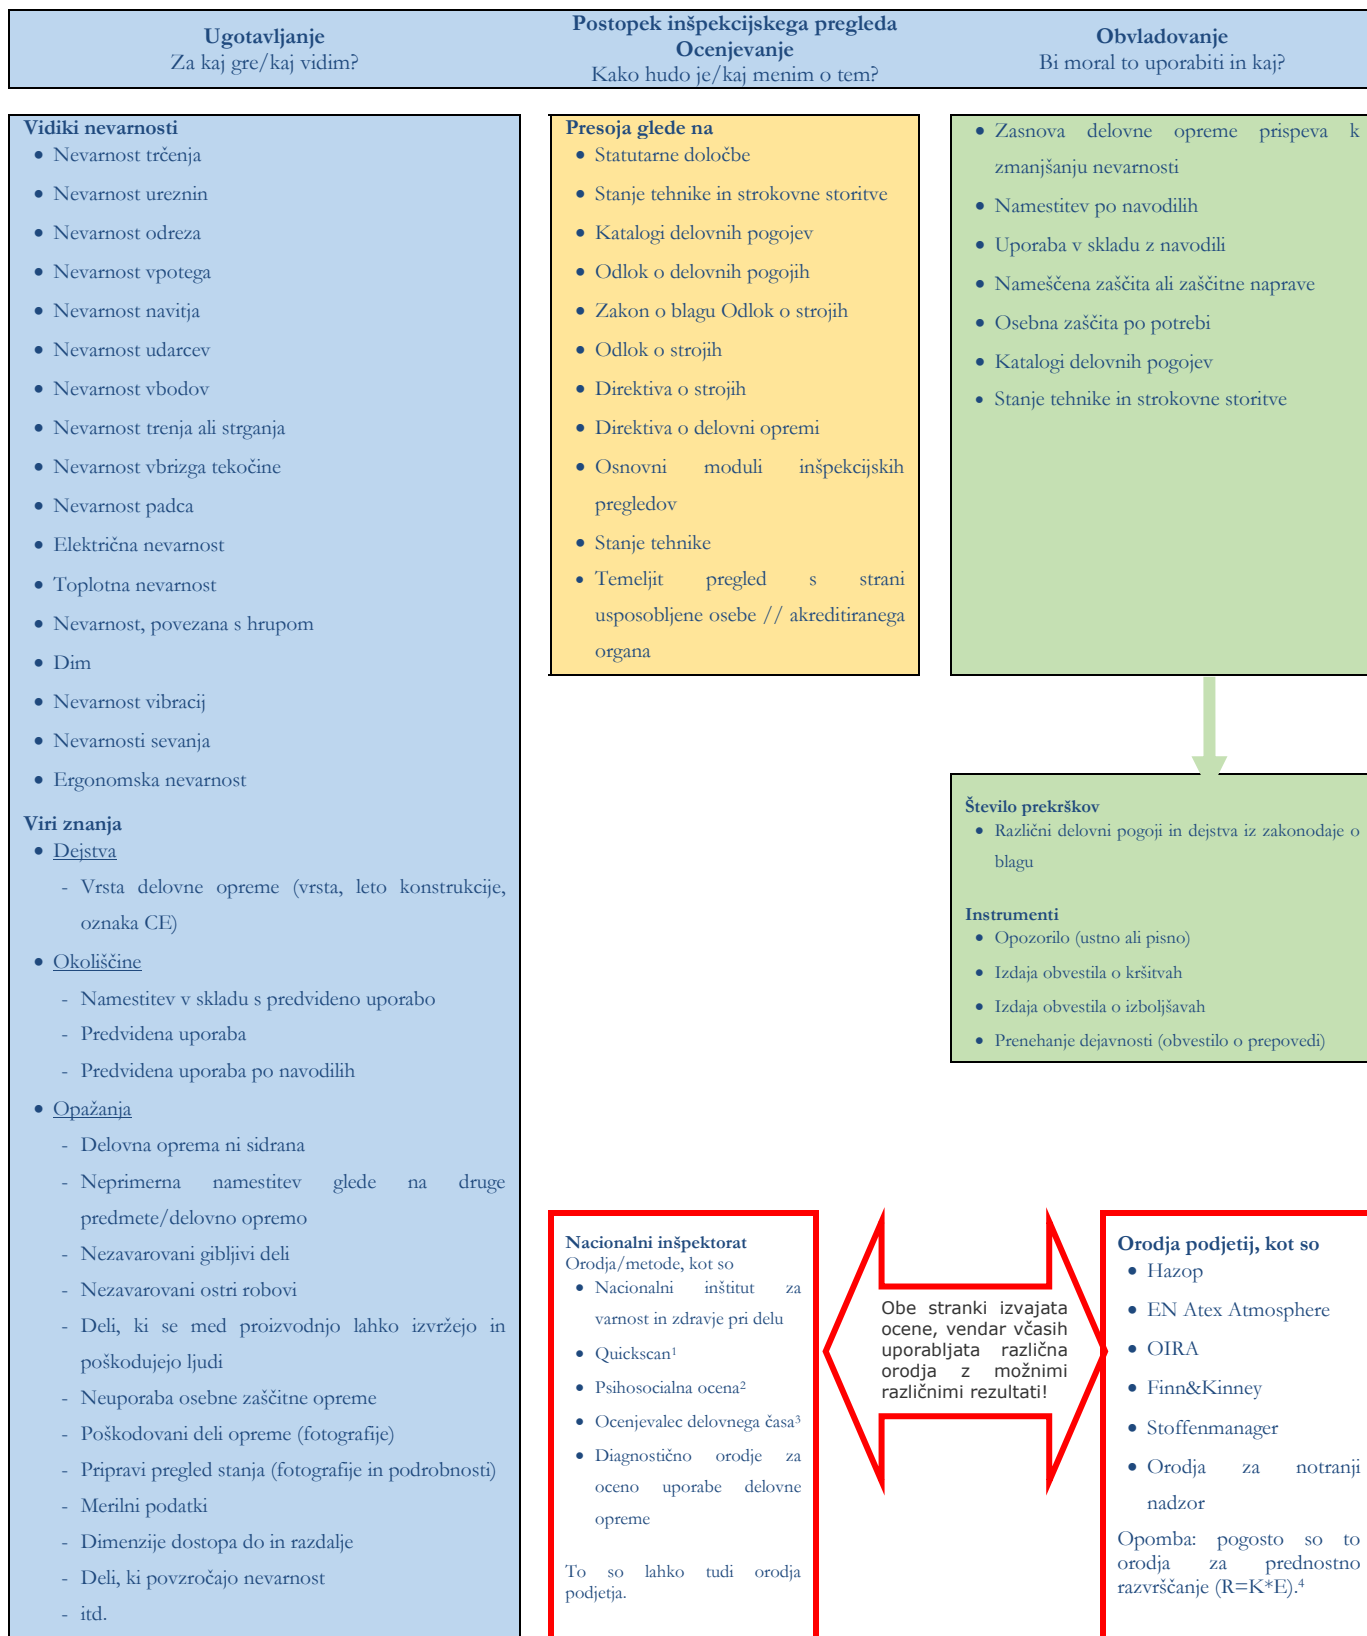 Ugotavljanje
Za kaj gre/kaj vidim?
Postopek inšpekcijskega pregleda
Ocenjevanje
Kako hudo je/kaj menim o tem?
Obvladovanje
Bi moral to uporabiti in kaj?
Vidiki nevarnosti
• Nevarnost trčenja
• Nevarnost ureznin
• Nevarnost odreza
• Nevarnost vpotega
• Nevarnost navitja
• Nevarnost udarcev
• Nevarnost vbodov
• Nevarnost trenja ali strganja
• Nevarnost vbrizga tekočine
• Nevarnost padca
• Električna nevarnost
• Toplotna nevarnost
• Nevarnost, povezana s hrupom
• Dim
• Nevarnost vibracij
• Nevarnosti sevanja
• Ergonomska nevarnost
Viri znanja
• Dejstva
- Vrsta delovne opreme (vrsta, leto konstrukcije,
oznaka CE)
• Okoliščine
- Namestitev v skladu s predvideno uporabo
- Predvidena uporaba
- Predvidena uporaba po navodilih
• Opažanja
- Delovna oprema ni sidrana
- Neprimerna namestitev glede na druge
predmete/delovno opremo
- Nezavarovani gibljivi deli
- Nezavarovani ostri robovi
- Deli, ki se med proizvodnjo lahko izvržejo in
poškodujejo ljudi
- Neuporaba osebne zaščitne opreme
- Poškodovani deli opreme (fotografije)
- Pripravi pregled stanja (fotografije in podrobnosti)
- Merilni podatki
- Dimenzije dostopa do in razdalje
- Deli, ki povzročajo nevarnost
- itd.
Presoja glede na
• Statutarne določbe
• Stanje tehnike in strokovne storitve
• Katalogi delovnih pogojev
• Odlok o delovnih pogojih
• Zakon o blagu Odlok o strojih
• Odlok o strojih
• Direktiva o strojih
• Direktiva o delovni opremi
• Osnovni moduli inšpekcijskih
pregledov
• Stanje tehnike
• Temeljit pregled s strani
usposobljene osebe // akreditiranega
organa
• Zasnova delovne opreme prispeva k
zmanjšanju nevarnosti
• Namestitev po navodilih
• Uporaba v skladu z navodili
• Nameščena zaščita ali zaščitne naprave
• Osebna zaščita po potrebi
• Katalogi delovnih pogojev
• Stanje tehnike in strokovne storitve
Število prekrškov
• Različni delovni pogoji in dejstva iz zakonodaje o
blagu
Instrumenti
• Opozorilo (ustno ali pisno)
• Izdaja obvestila o kršitvah
• Izdaja obvestila o izboljšavah
• Prenehanje dejavnosti (obvestilo o prepovedi)
Nacionalni inšpektorat
Orodja/metode, kot so
• Nacionalni inštitut za
varnost in zdravje pri delu
• Quickscan¹
• Psihosocialna ocena²
• Ocenjevalec delovnega časa³
• Diagnostično orodje za
oceno uporabe delovne
opreme
To so lahko tudi orodja
podjetja.
Obe stranki izvajata
ocene, vendar včasih
uporabljata različna
orodja z možnimi
različnimi rezultati!
Orodja podjetij, kot so
• Hazop
• EN Atex Atmosphere
• OIRA
• Finn&Kinney
• Stoffenmanager
• Orodja za notranji
nadzor
Opomba: pogosto so to
orodja za prednostno
razvrščanje (R=K*E).⁴